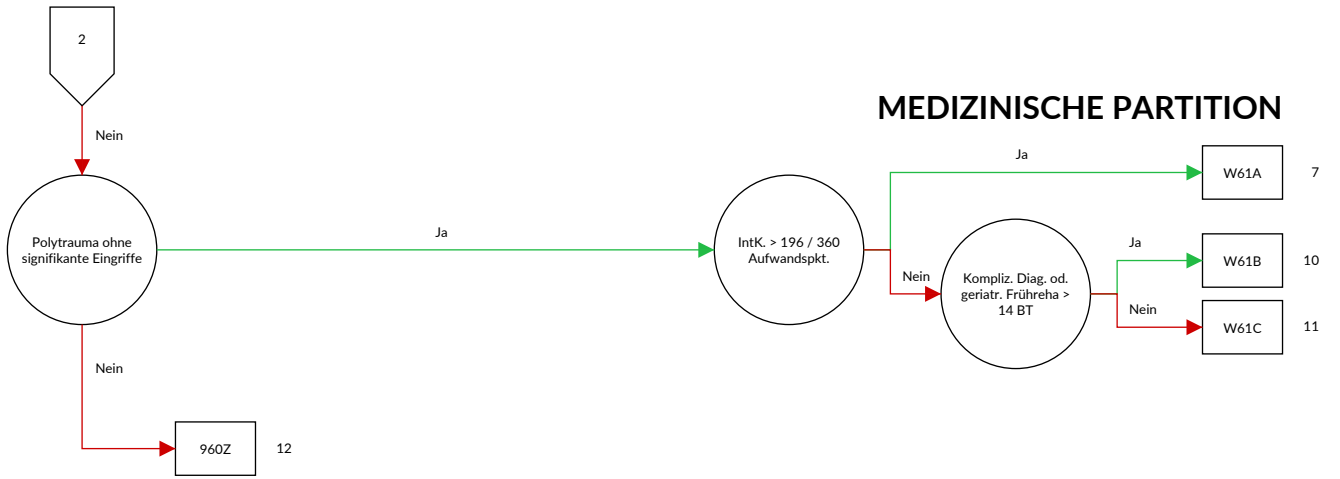 2
Nein
MEDIZINISCHE PARTITION
Ja
W61A
7
Polytrauma ohne
signifikante Eingriffe
Ja
IntK. > 196 / 360
Aufwandspkt.
Nein
Kompliz. Diag. od.
geriatr. Frühreha >
14 BT
Ja
W61B
10
Nein
W61C
11
Nein
960Z
12